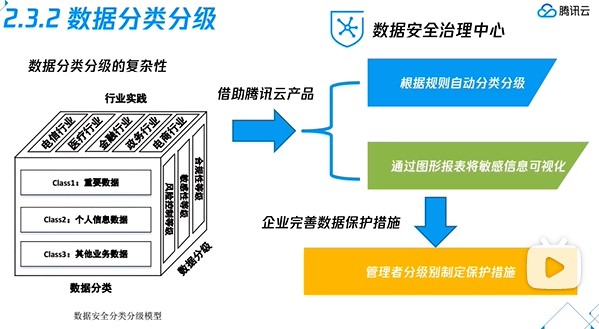 2.3.2 数据分类分级
腾讯云
数据安全治理中心
数据分类分级的复杂性
行业实践
电信行业
医疗行业
金融行业
政务行业
电商行业
Class1：重要数据
Class2：个人信息数据
Class3：其他业务数据
风险控制等级
敏感性等级
合规性等级
数据分级
数据分类
数据安全分类分级模型
借助腾讯云产品
根据规则自动分类分级
通过图形报表将敏感信息可视化
企业完善数据保护措施
管理者分级别制定保护措施